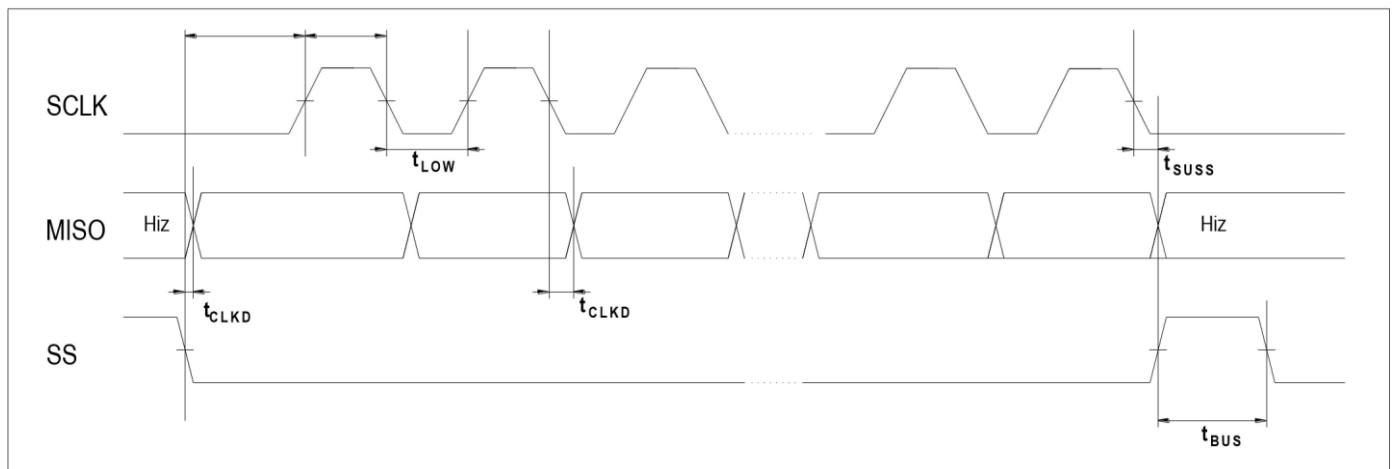 SCLK
tLOW
tSUSS
MISO
Hiz
Hiz
tCLKD
tCLKD
SS
tBUS